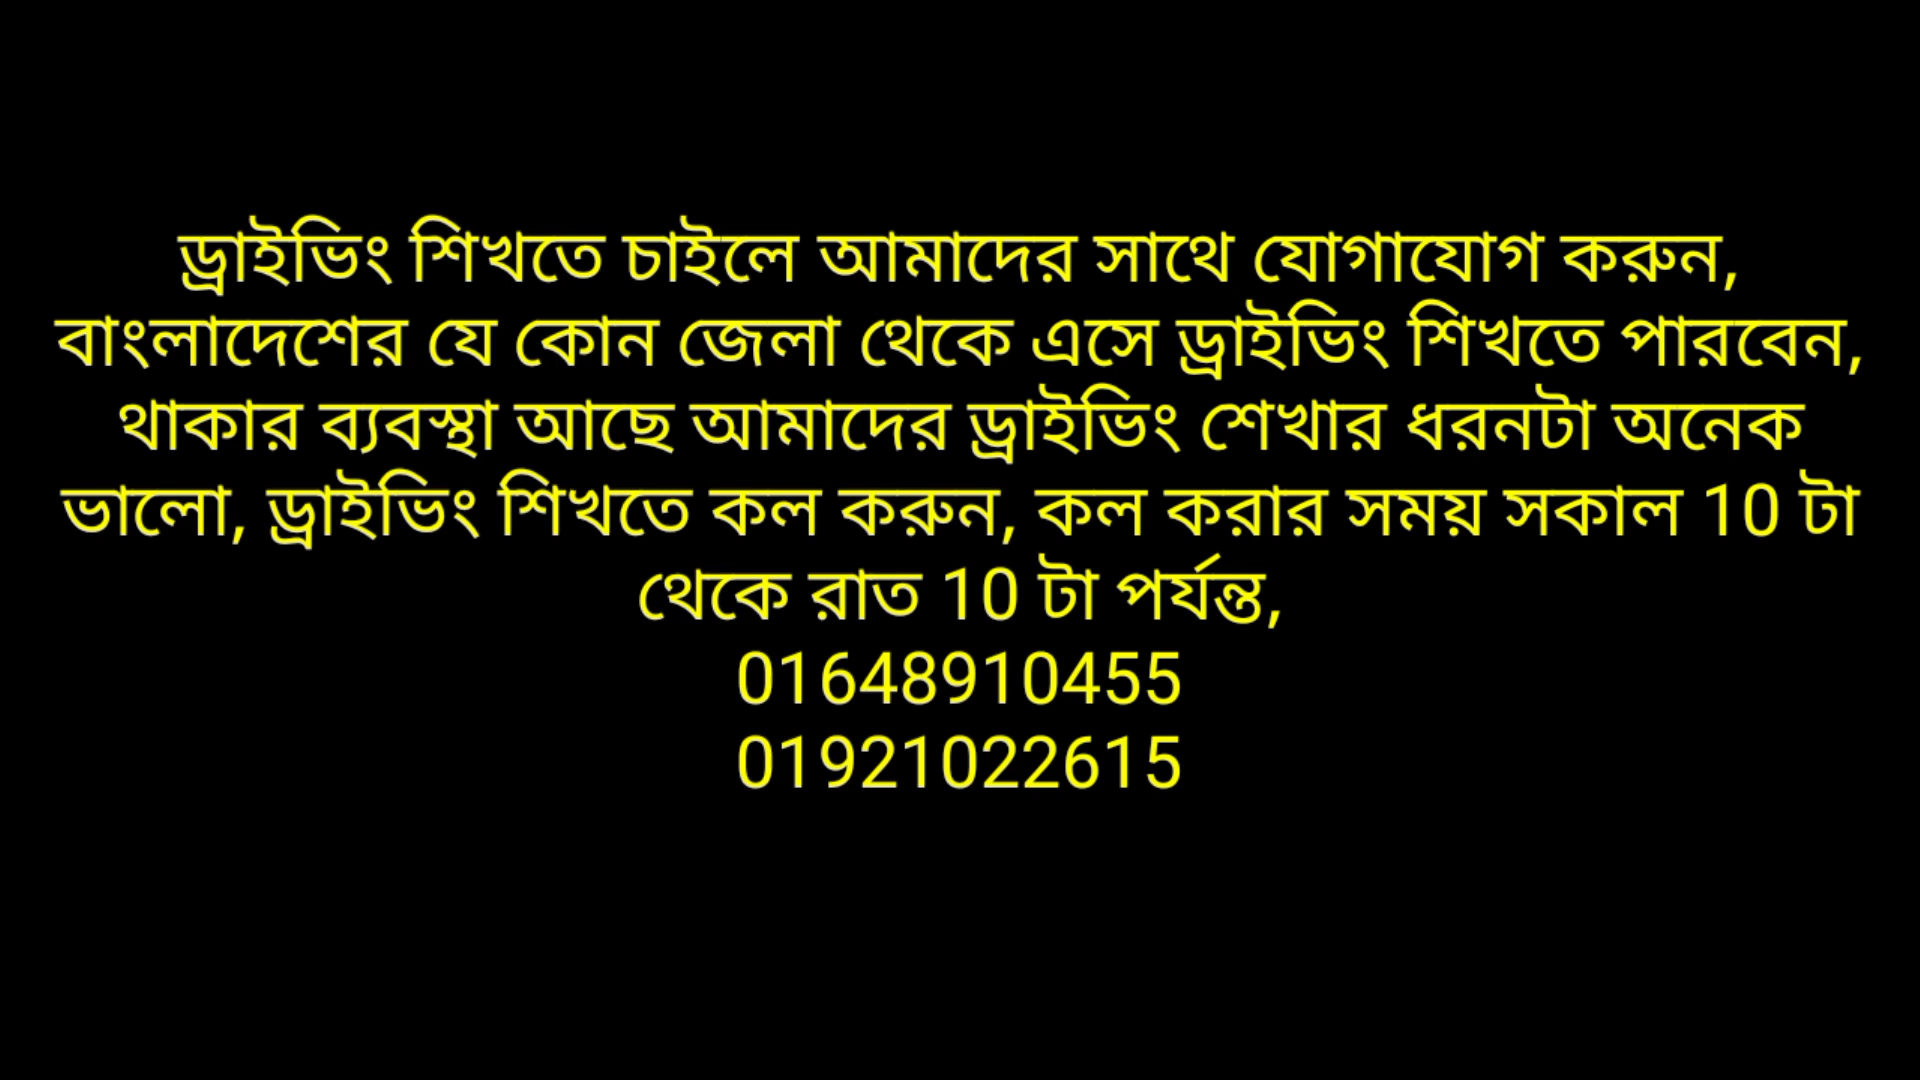 ড্রাইভিং শিখতে চাইলে আমাদের সাথে যোগাযোগ করুন,
বাংলাদেশের যে কোন জেলা থেকে এসে ড্রাইভিং শিখতে পারবেন,
থাকার ব্যবস্থা আছে আমাদের ড্রাইভিং শেখার ধরনটা অনেক
ভালো, ড্রাইভিং শিখতে কল করুন, কল করার সময় সকাল 10 টা
থেকে রাত 10 টা পর্যন্ত,
01648910455
01921022615